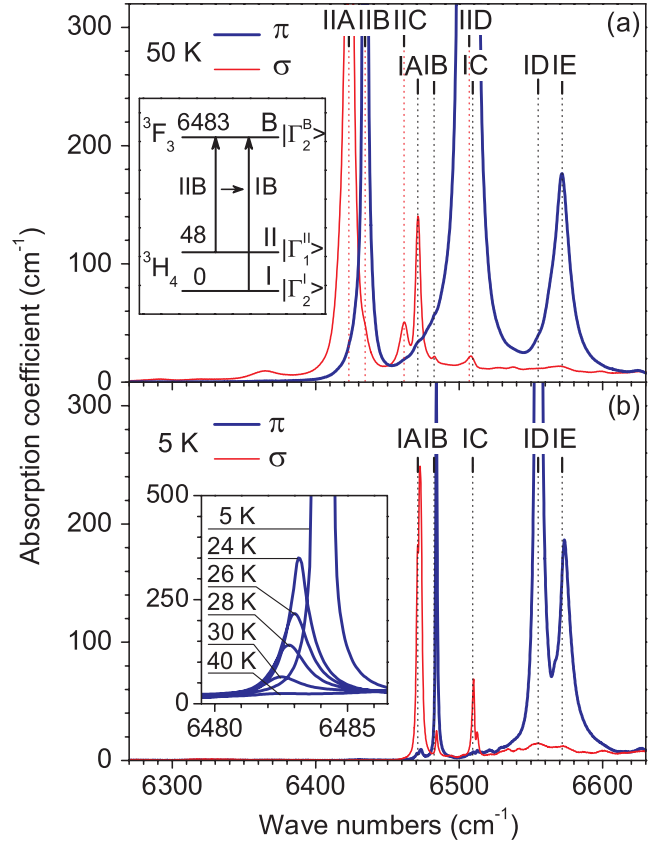 300
200
100
0
(a)
50 K
π
σ
IIA IIB IIC IID
IA IB IC ID IE
³F₃ 6483 B |Γ₂ᴮ>
IIB IB
³H₄ 48 II |Γ₁ᴵᴵ>
0 I |Γ₂ᴵ>
300
200
100
0
(b)
5 K
π
σ
IA IB IC ID IE
500
250
0
5 K
24 K
26 K
28 K
30 K
40 K
6480 6485
6300 6400 6500 6600
Wave numbers (cm⁻¹)
Absorption coefficient (cm⁻¹)